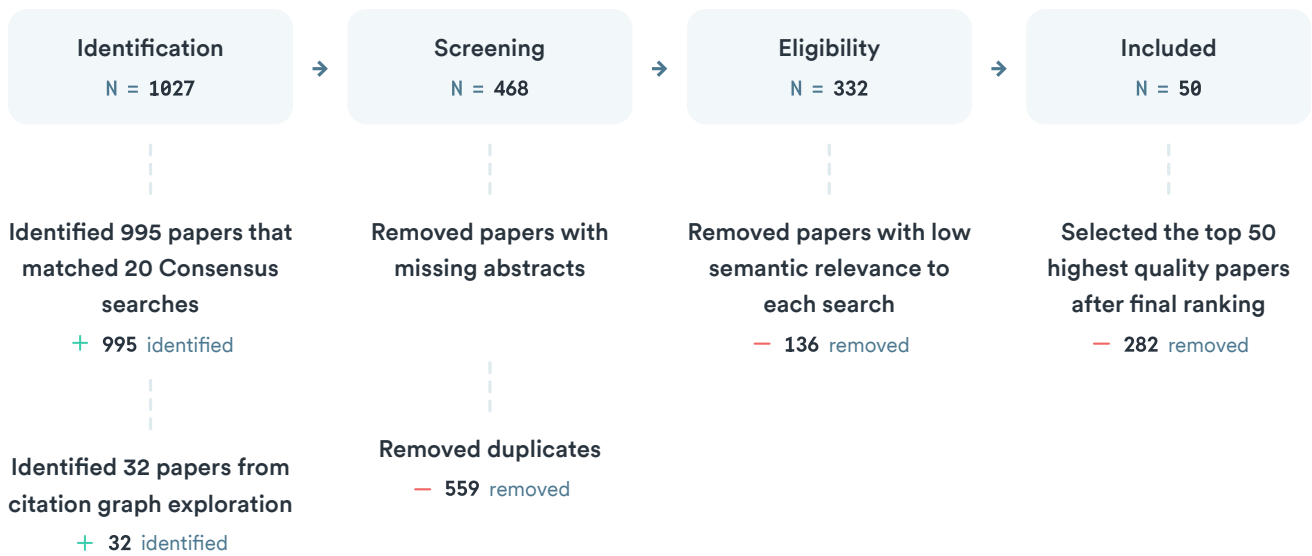 Identification
N = 1027
→
Screening
N = 468
→
Eligibility
N = 332
→
Included
N = 50
Identified 995 papers that
matched 20 Consensus
searches
+ 995 identified
Identified 32 papers from
citation graph exploration
+ 32 identified
Removed papers with
missing abstracts
Removed duplicates
− 559 removed
Removed papers with low
semantic relevance to
each search
− 136 removed
Selected the top 50
highest quality papers
after final ranking
− 282 removed